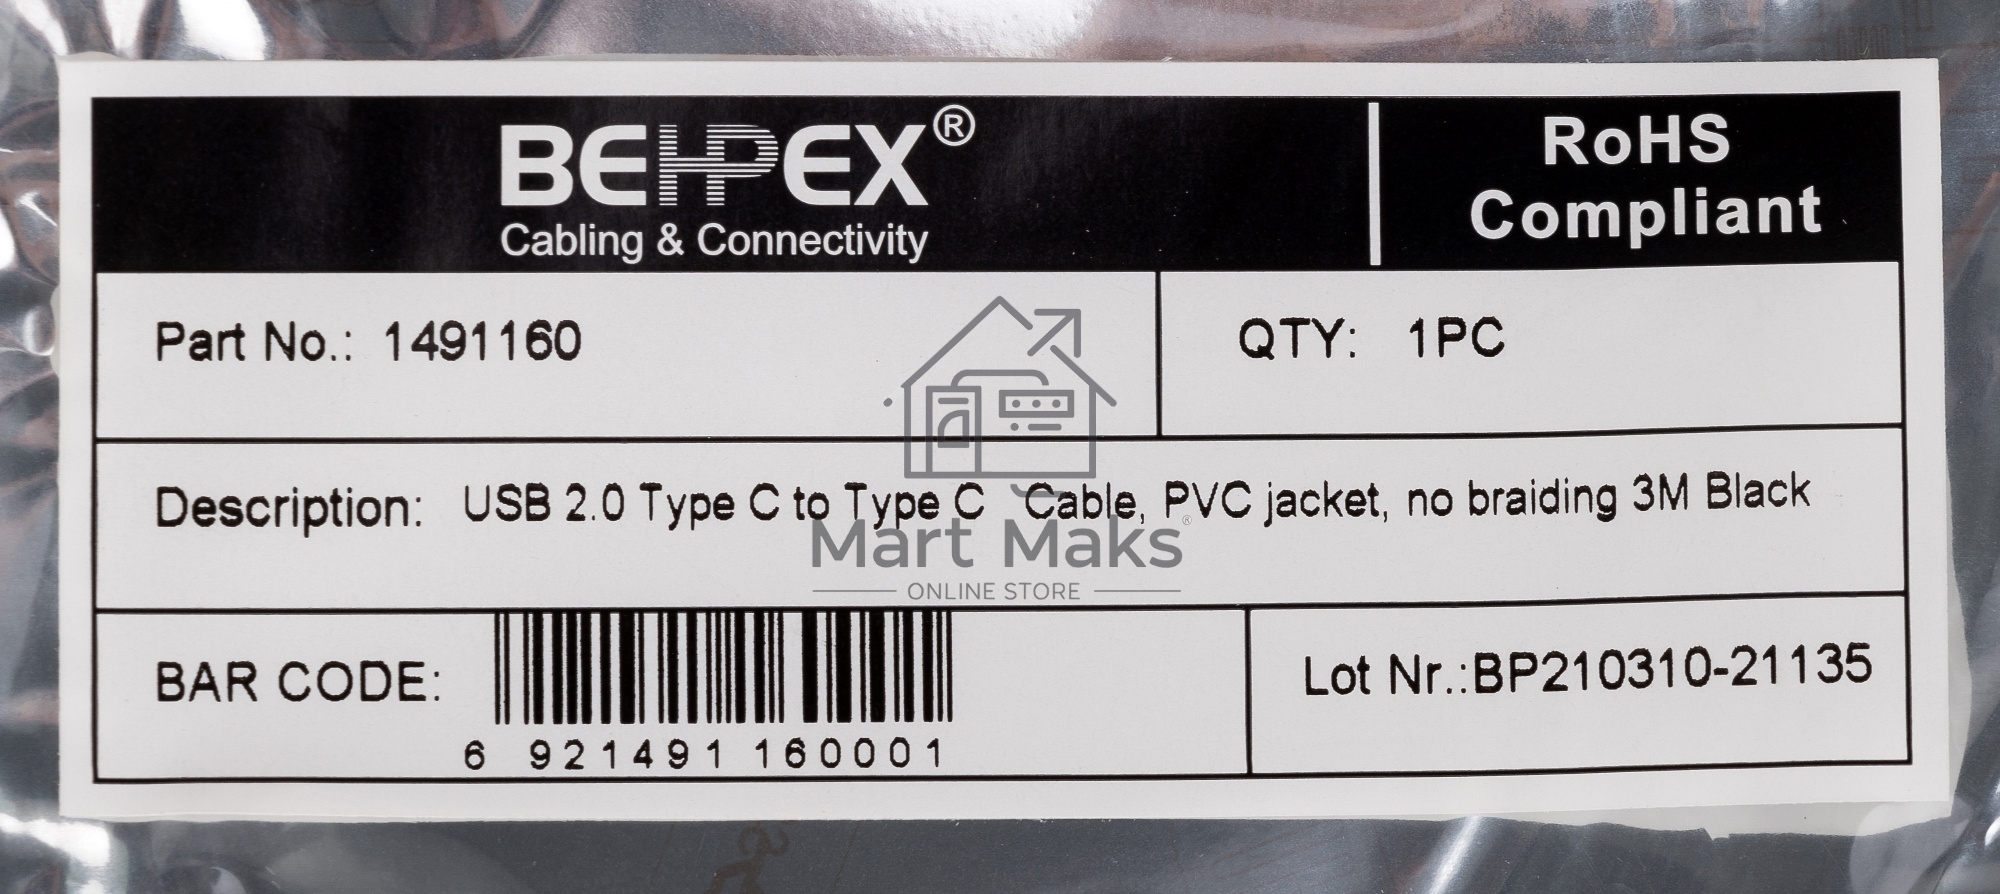 BEHPEX®
Cabling & Connectivity
RoHS
Compliant
Part No.: 1491160
QTY: 1PC
Description: USB 2.0 Type C to Type C Cable, PVC jacket, no braiding 3M Black
Mart Maks®
ONLINE STORE
BAR CODE:
6 921491 160001
Lot Nr.:BP210310-21135